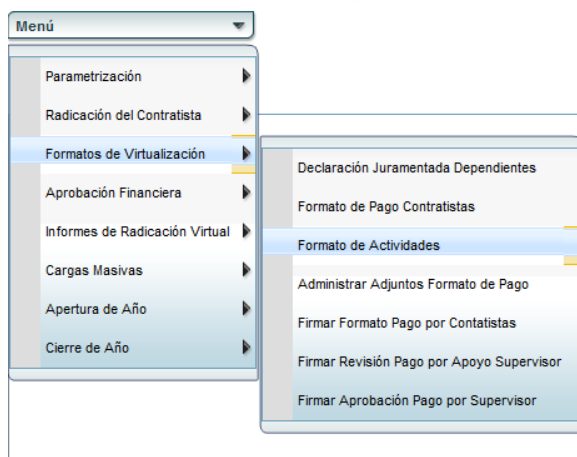 Menú
Parametrización
Radicación del Contratista
Formatos de Virtualización
Aprobación Financiera
Informes de Radicación Virtual
Cargas Masivas
Apertura de Año
Cierre de Año
Declaración Juramentada Dependientes
Formato de Pago Contratistas
Formato de Actividades
Administrar Adjuntos Formato de Pago
Firmar Formato Pago por Contatistas
Firmar Revisión Pago por Apoyo Supervisor
Firmar Aprobación Pago por Supervisor